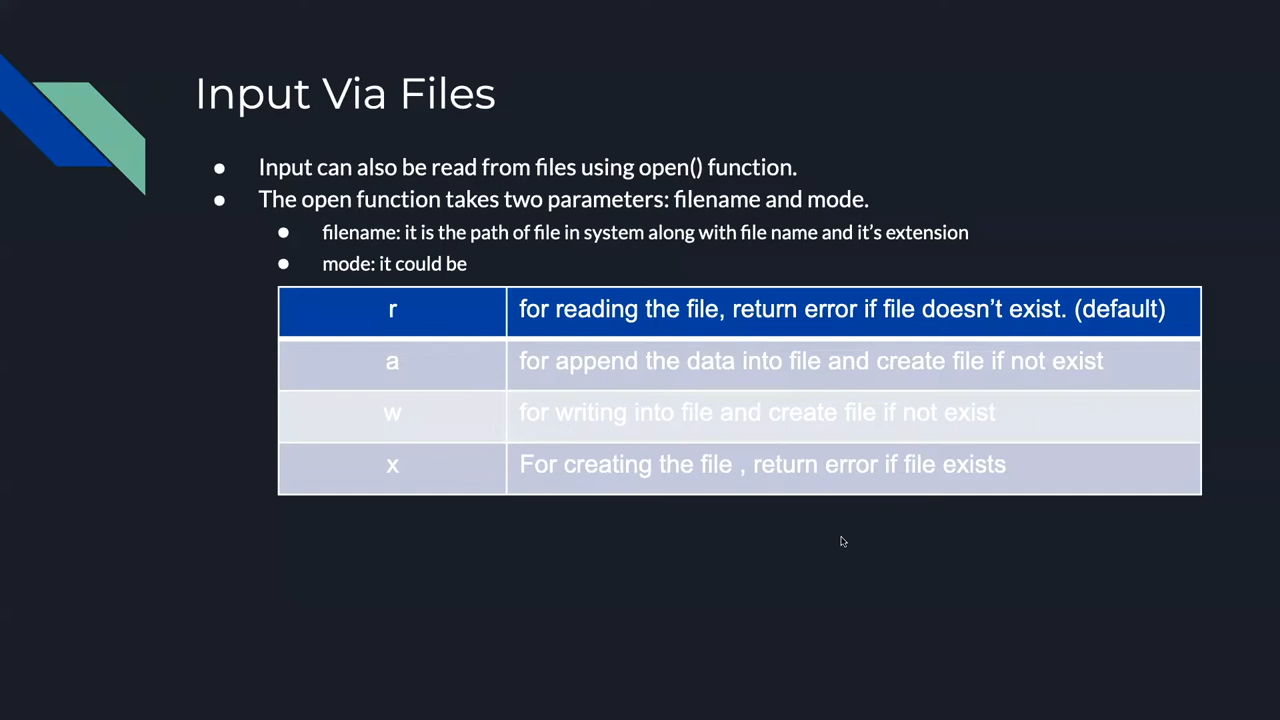 Input Via Files
● Input can also be read from files using open() function.
● The open function takes two parameters: filename and mode.
● filename: it is the path of file in system along with file name and it's extension
● mode: it could be
r for reading the file, return error if file doesn't exist. (default)
a for append the data into file and create file if not exist
w for writing into file and create file if not exist
x For creating the file , return error if file exists